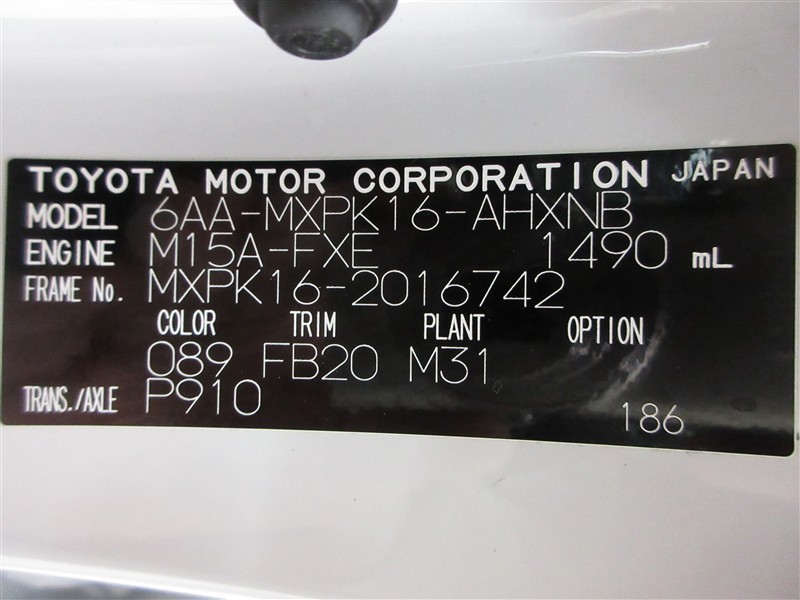 TOYOTA MOTOR CORPORATION JAPAN
MODEL 6AA-MXPK16-AHXNB
ENGINE M15A-FXE 1490 mL
FRAME No. MXPK16-2016742
COLOR TRIM PLANT OPTION
089 FB20 M31
TRANS./AXLE P910
186